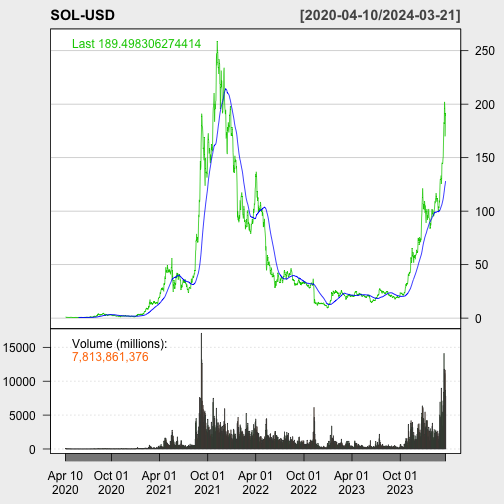 SOL-USD [2020-04-10/2024-03-21]
Last 189.498306274414
250
200
150
100
50
0
Volume (millions):
7,813,861,376
15000
10000
5000
0
Apr 10 Oct 01 Apr 01 Oct 01 Apr 01 Oct 01 Apr 03 Oct 01
2020 2020 2021 2021 2022 2022 2023 2023